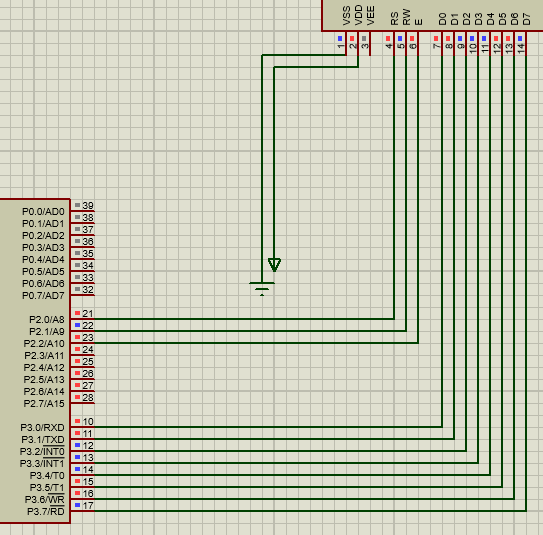 VSS
VDD
VEE
RS
RW
E
D0
D1
D2
D3
D4
D5
D6
D7
1
2
3
4
5
6
7
8
9
10
11
12
13
14
P0.0/AD0 39
P0.1/AD1 38
P0.2/AD2 37
P0.3/AD3 36
P0.4/AD4 35
P0.5/AD5 34
P0.6/AD6 33
P0.7/AD7 32
P2.0/A8 21
P2.1/A9 22
P2.2/A10 23
P2.3/A11 24
P2.4/A12 25
P2.5/A13 26
P2.6/A14 27
P2.7/A15 28
P3.0/RXD 10
P3.1/TXD 11
P3.2/INT0 12
P3.3/INT1 13
P3.4/T0 14
P3.5/T1 15
P3.6/WR 16
P3.7/RD 17